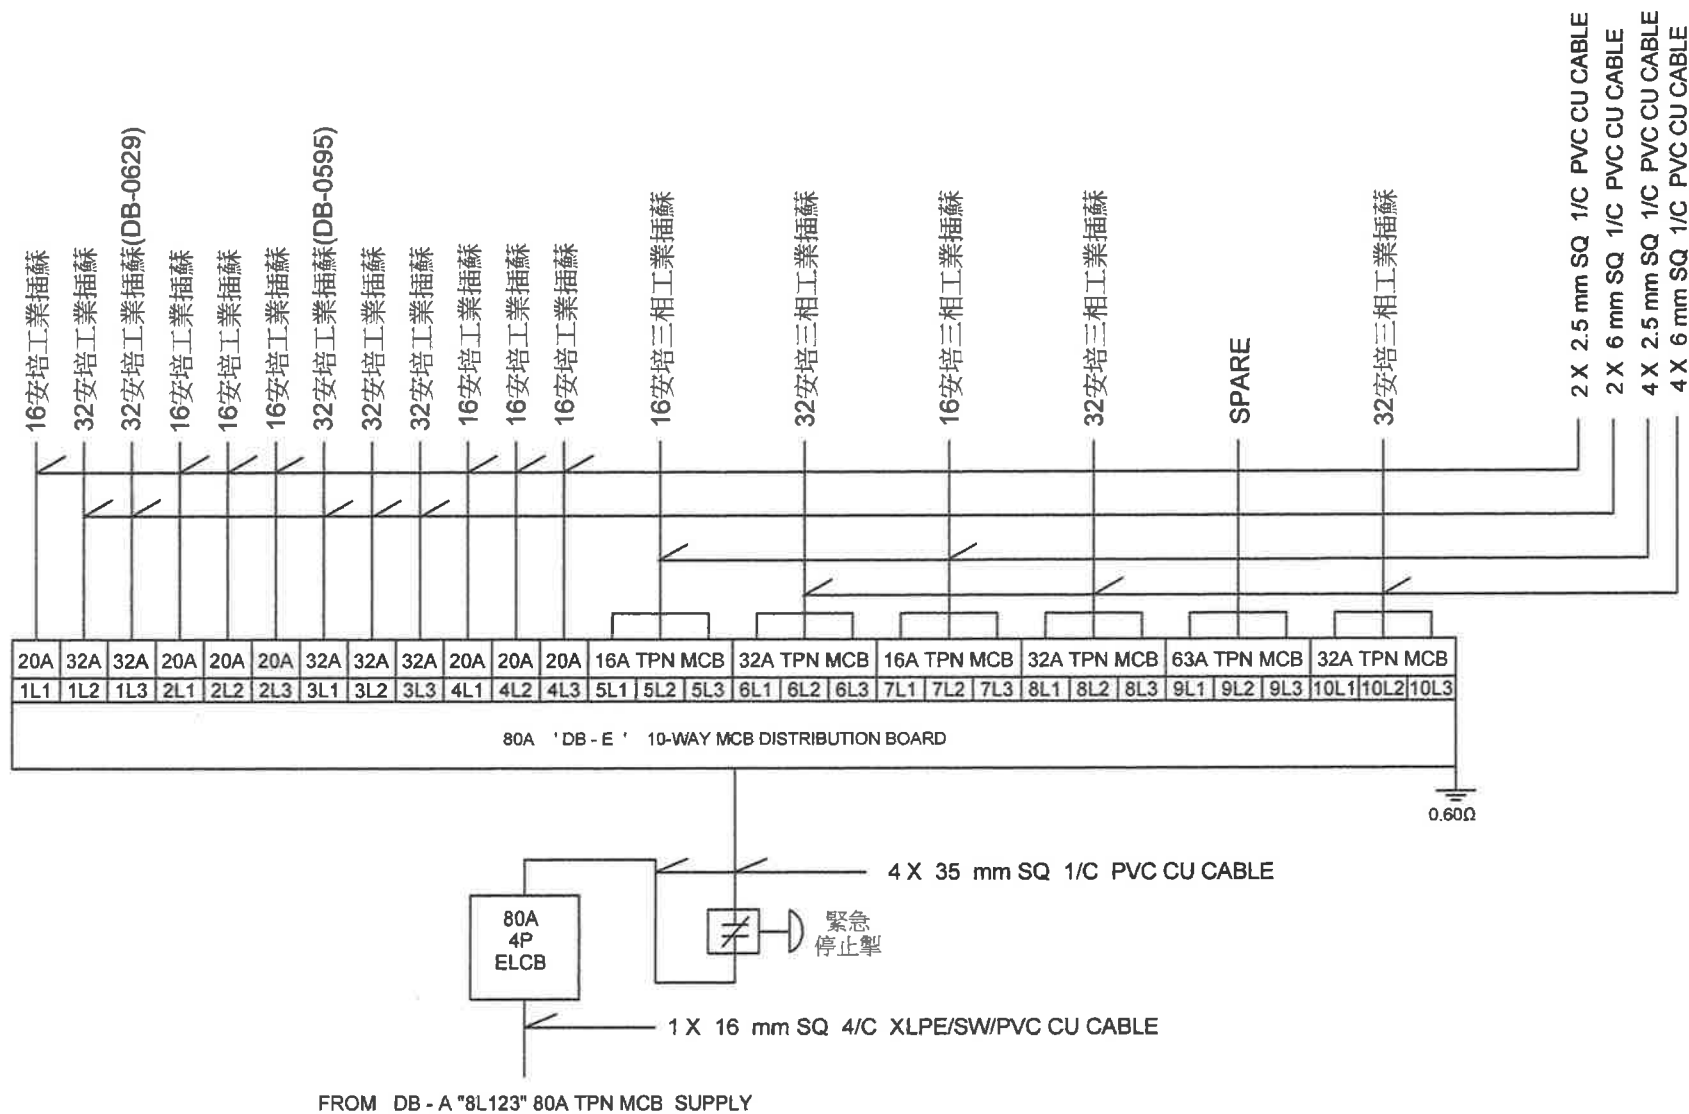 2 X 2.5 mm SQ 1/C PVC CU CABLE
2 X 6 mm SQ 1/C PVC CU CABLE
4 X 2.5 mm SQ 1/C PVC CU CABLE
4 X 6 mm SQ 1/C PVC CU CABLE
16安培工業插蘇
32安培工業插蘇
32安培工業插蘇(DB-0629)
16安培工業插蘇
16安培工業插蘇
16安培工業插蘇
32安培工業插蘇(DB-0595)
32安培工業插蘇
32安培工業插蘇
16安培工業插蘇
16安培工業插蘇
16安培工業插蘇
16安培三相工業插蘇
32安培三相工業插蘇
16安培三相工業插蘇
32安培三相工業插蘇
SPARE
32安培三相工業插蘇
20A 32A 32A 20A 20A 20A 32A 32A 32A 20A 20A 20A 16A TPN MCB 32A TPN MCB 16A TPN MCB 32A TPN MCB 63A TPN MCB 32A TPN MCB
1L1 1L2 1L3 2L1 2L2 2L3 3L1 3L2 3L3 4L1 4L2 4L3 5L1 5L2 5L3 6L1 6L2 6L3 7L1 7L2 7L3 8L1 8L2 8L3 9L1 9L2 9L3 10L1 10L2 10L3
80A ' DB - E ' 10-WAY MCB DISTRIBUTION BOARD
0.60Ω
4 X 35 mm SQ 1/C PVC CU CABLE
80A
4P
ELCB
緊急
停止掣
1 X 16 mm SQ 4/C XLPE/SW/PVC CU CABLE
FROM DB - A "8L123" 80A TPN MCB SUPPLY